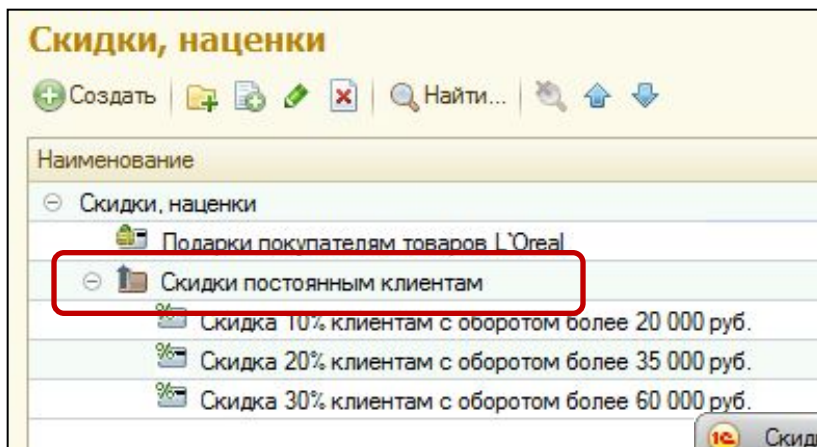 Скидки, наценки
Создать Найти...
Наименование
Скидки, наценки
Подарки покупателям товаров L`Oreal
Скидки постоянным клиентам
Скидка 10% клиентам с оборотом более 20 000 руб.
Скидка 20% клиентам с оборотом более 35 000 руб.
Скидка 30% клиентам с оборотом более 60 000 руб.
1С